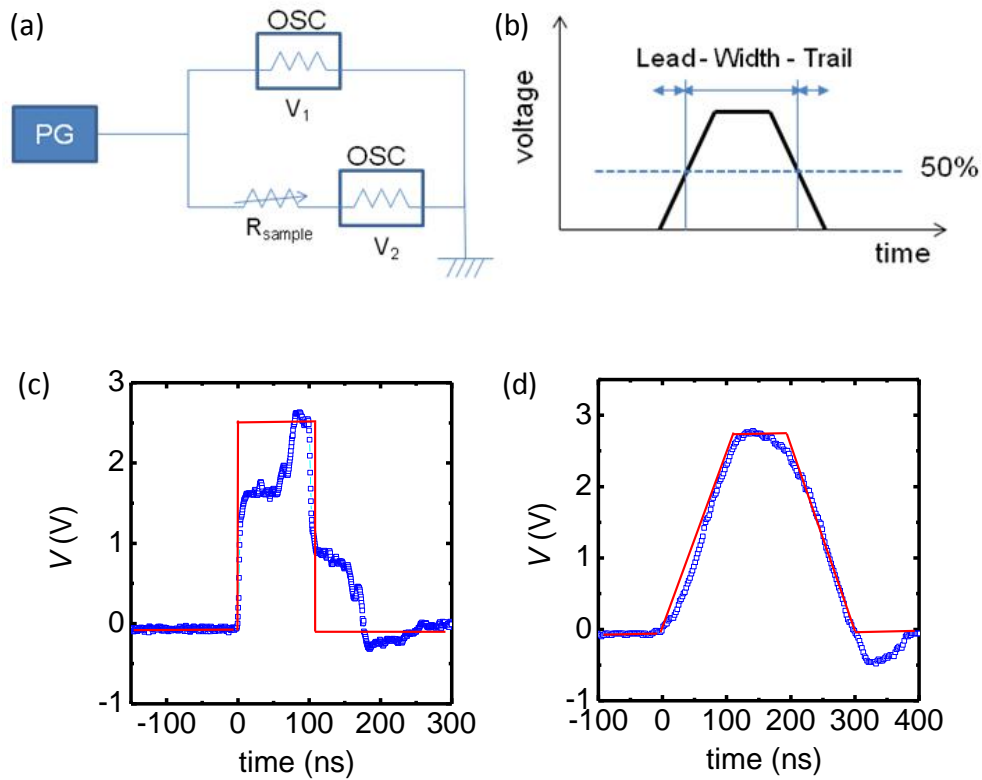 (a)
OSC
V1
PG
OSC
Rsample
V2
(b)
Lead - Width - Trail
voltage
50%
time
(c)
3
2
1
0
-1
V (V)
0 100 200 300
time (ns)
(d)
3
2
1
0
-1
V (V)
-100 0 100 200 300 400
time (ns)